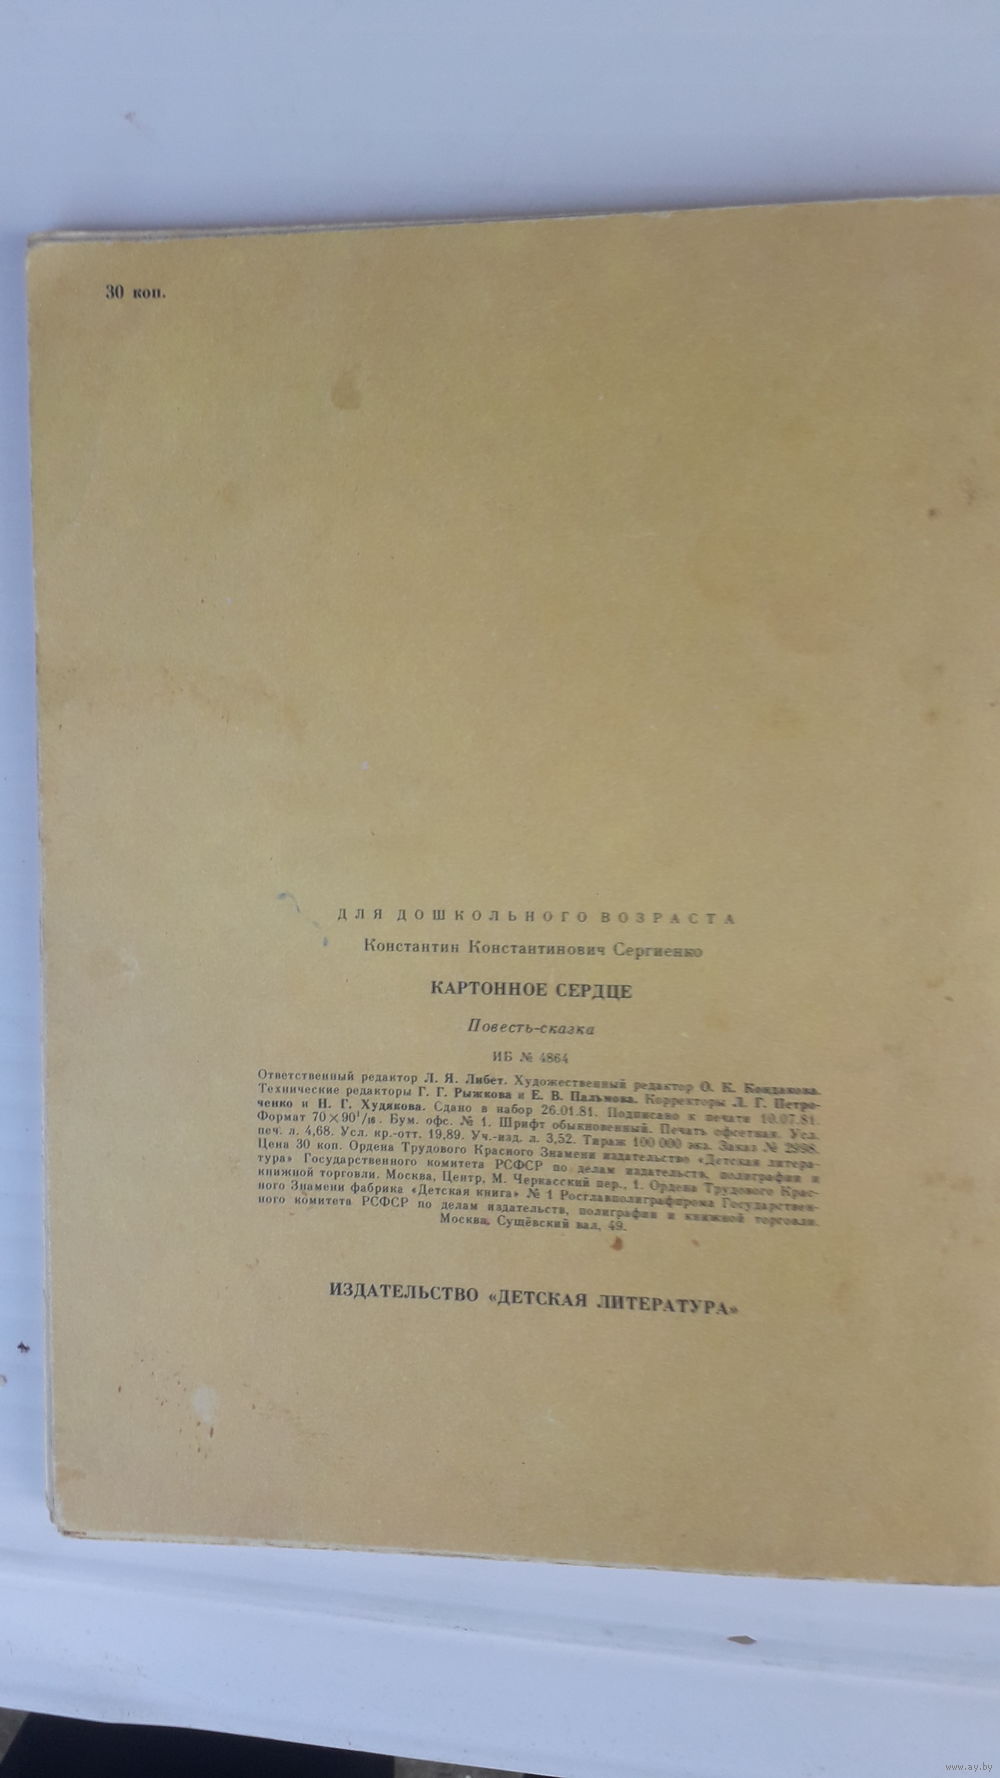 30 коп.
ДЛЯ ДОШКОЛЬНОГО ВОЗРАСТА
Константин Константинович Сергиенко
КАРТОННОЕ СЕРДЦЕ
Повесть-сказка
ИБ № 4864
Ответственный редактор Л. Я. Либет. Художественный редактор О. К. Кондакова.
Технические редакторы Г. Г. Рыжкова и Е. В. Пальмова. Корректоры Л. Г. Петро-
ченко и Н. Г. Худякова. Сдано в набор 26.01.81. Подписано к печати 10.07.81.
Формат 70×90¹/₁₆. Бум. офс. № 1. Шрифт обыкновенный. Печать офсетная. Усл.
печ. л. 4,68. Усл. кр.-отт. 19,89. Уч.-изд. л. 3,52. Тираж 100 000 экз. Заказ № 2998.
Цена 30 коп. Ордена Трудового Красного Знамени издательство «Детская литера-
тура» Государственного комитета РСФСР по делам издательств, полиграфии и
книжной торговли. Москва, Центр, М. Черкасский пер., 1. Ордена Трудового Крас-
ного Знамени фабрика «Детская книга» № 1 Росглавполиграфпрома Государствен-
ного комитета РСФСР по делам издательств, полиграфии и книжной торговли.
Москва, Сущёвский вал, 49.
ИЗДАТЕЛЬСТВО «ДЕТСКАЯ ЛИТЕРАТУРА»
www.ay.by